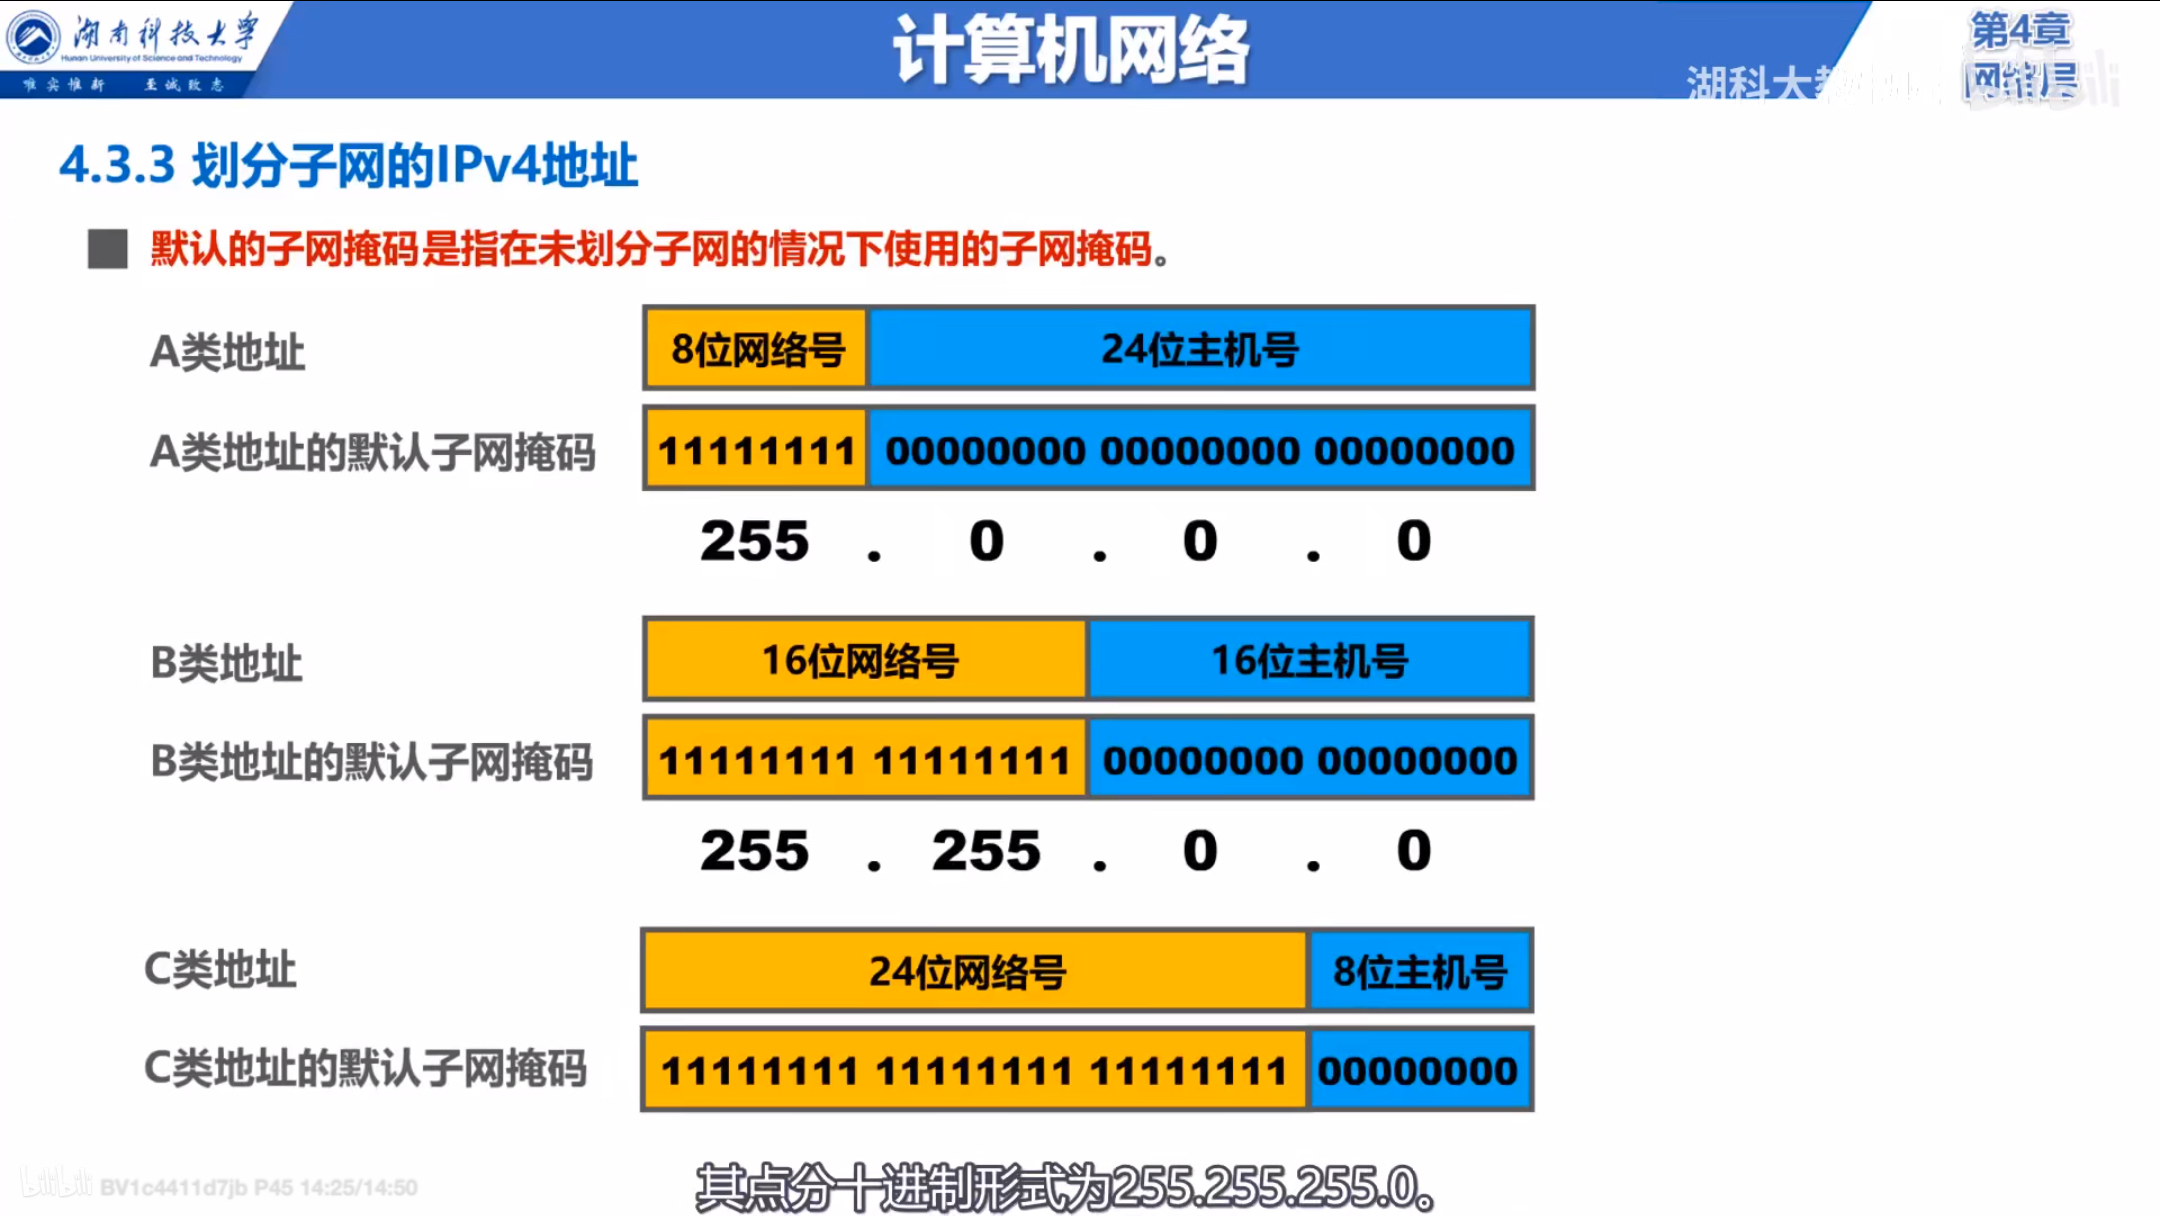 湖南科技大学
Hunan University of Science and Technology
唯实惟新 至诚致志
计算机网络
第4章
网络层
湖科大
4.3.3 划分子网的IPv4地址
默认的子网掩码是指在未划分子网的情况下使用的子网掩码。
A类地址 8位网络号 24位主机号
A类地址的默认子网掩码 11111111 00000000 00000000 00000000
255 . 0 . 0 . 0
B类地址 16位网络号 16位主机号
B类地址的默认子网掩码 11111111 11111111 00000000 00000000
255 . 255 . 0 . 0
C类地址 24位网络号 8位主机号
C类地址的默认子网掩码 11111111 11111111 11111111 00000000
其点分十进制形式为255.255.255.0。
bilibili BV1c4411d7jb P45 14:25/14:50